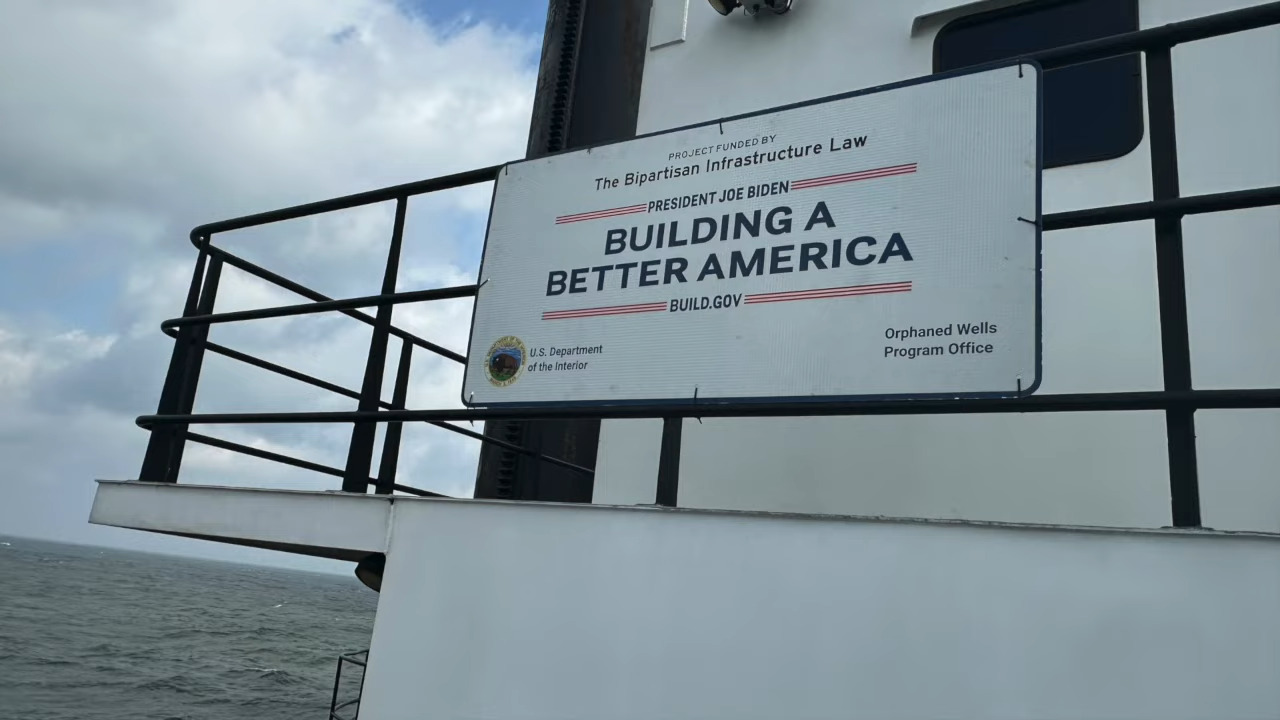 PROJECT FUNDED BY
The Bipartisan Infrastructure Law
PRESIDENT JOE BIDEN
BUILDING A
BETTER AMERICA
BUILD.GOV
U.S. Department
of the Interior
Orphaned Wells
Program Office